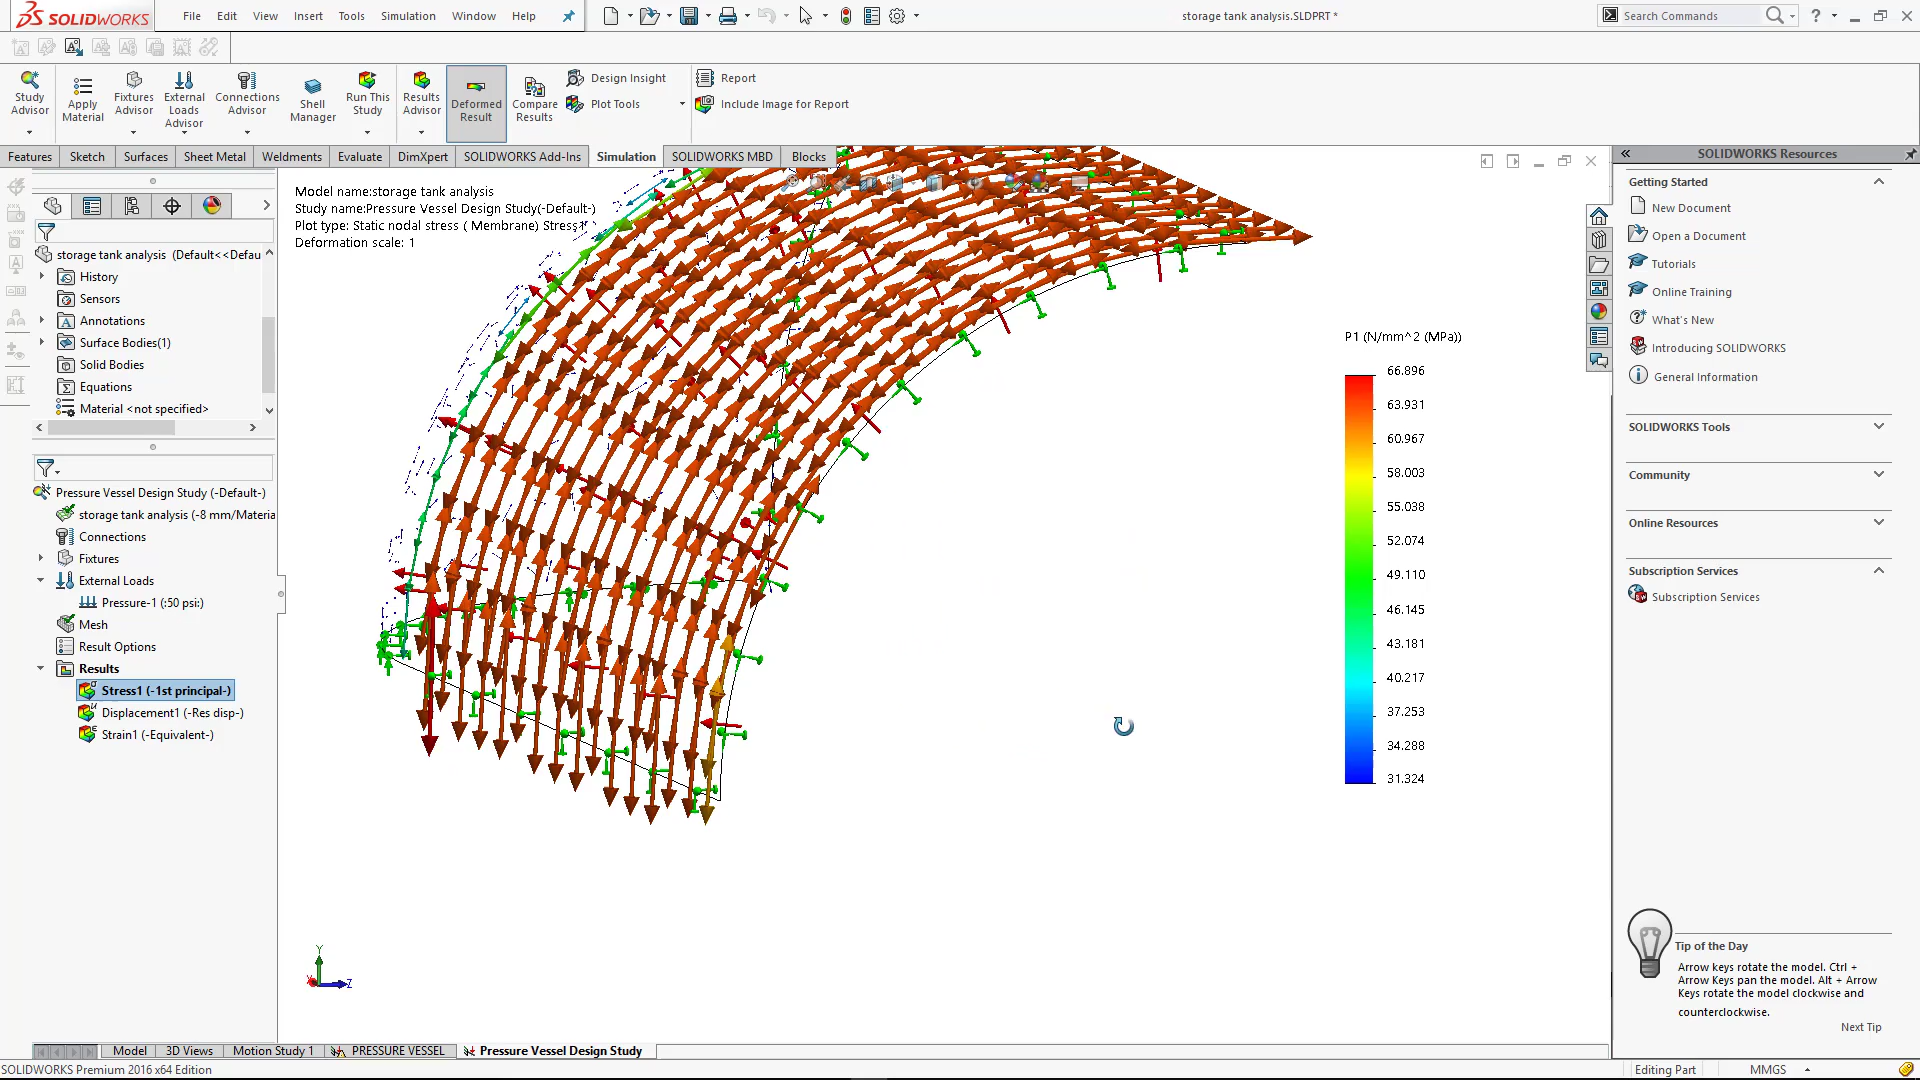 SOLIDWORKS
File Edit View Insert Tools Simulation Window Help
storage tank analysis.SLDPRT *
Search Commands
Study Advisor
Apply Material
Fixtures Advisor
External Loads Advisor
Connections Advisor
Shell Manager
Run This Study
Results Advisor
Deformed Result
Compare Results
Design Insight
Plot Tools
Report
Include Image for Report
Features Sketch Surfaces Sheet Metal Weldments Evaluate DimXpert SOLIDWORKS Add-Ins Simulation SOLIDWORKS MBD Blocks
storage tank analysis (Default<<Defau
History
Sensors
Annotations
Surface Bodies(1)
Solid Bodies
Equations
Material <not specified>
Pressure Vessel Design Study (-Default-)
storage tank analysis (-8 mm/Materia
Connections
Fixtures
External Loads
Pressure-1 (:50 psi:)
Mesh
Result Options
Results
Stress1 (-1st principal-)
Displacement1 (-Res disp-)
Strain1 (-Equivalent-)
Model name:storage tank analysis
Study name:Pressure Vessel Design Study(-Default-)
Plot type: Static nodal stress ( Membrane) Stress1
Deformation scale: 1
P1 (N/mm^2 (MPa))
66.896
63.931
60.967
58.003
55.038
52.074
49.110
46.145
43.181
40.217
37.253
34.288
31.324
Y
Z
SOLIDWORKS Resources
Getting Started
New Document
Open a Document
Tutorials
Online Training
What's New
Introducing SOLIDWORKS
General Information
SOLIDWORKS Tools
Community
Online Resources
Subscription Services
Subscription Services
Tip of the Day
Arrow keys rotate the model. Ctrl +
Arrow Keys pan the model. Alt + Arrow
Keys rotate the model clockwise and
counterclockwise.
Next Tip
Model 3D Views Motion Study 1 PRESSURE VESSEL Pressure Vessel Design Study
SOLIDWORKS Premium 2016 x64 Edition
Editing Part
MMGS